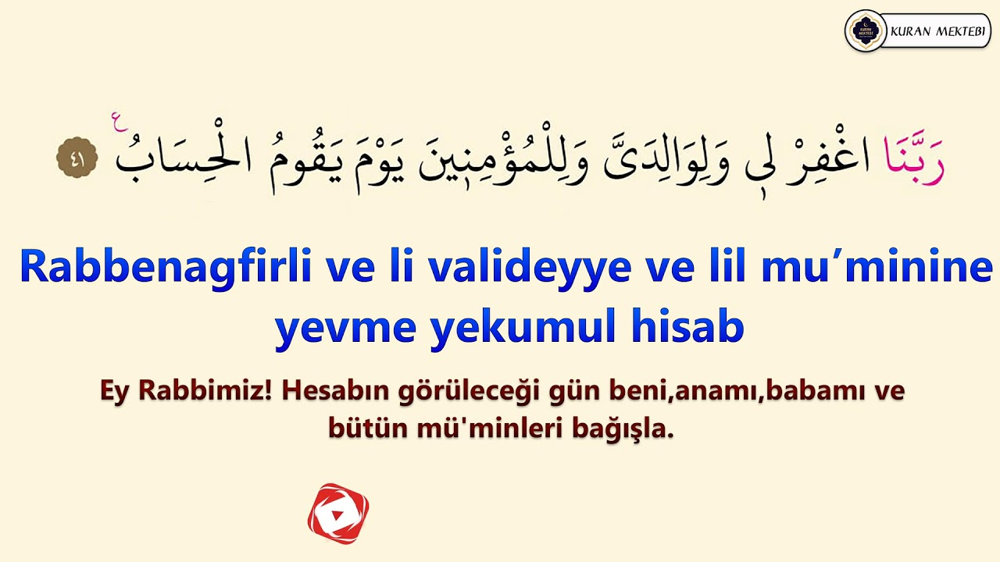 KURAN MEKTEBI
رَبَّنَا اغْفِرْ لٖي وَلِوَالِدَيَّ وَلِلْمُؤْمِنٖينَ يَوْمَ يَقُومُ الْحِسَابُ ع ٤١
Rabbenagfirli ve li valideyye ve lil mu’minine
yevme yekumul hisab
Ey Rabbimiz! Hesabın görüleceği gün beni,anamı,babamı ve
bütün mü'minleri bağışla.